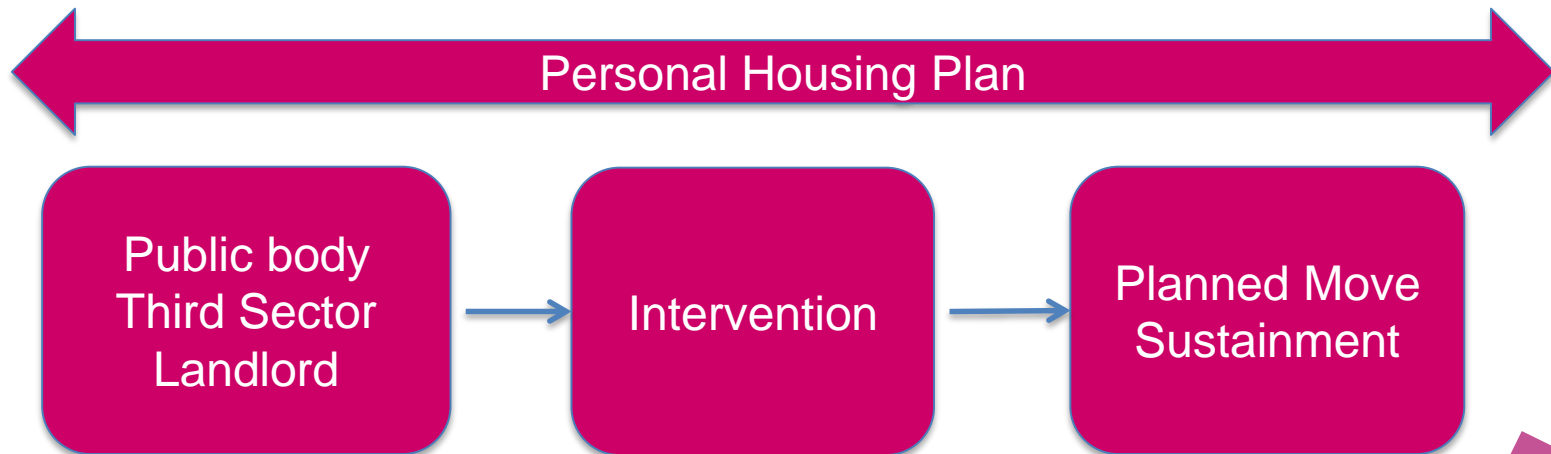 Personal Housing Plan
Public body
Third Sector
Landlord
Intervention
Planned Move
Sustainment